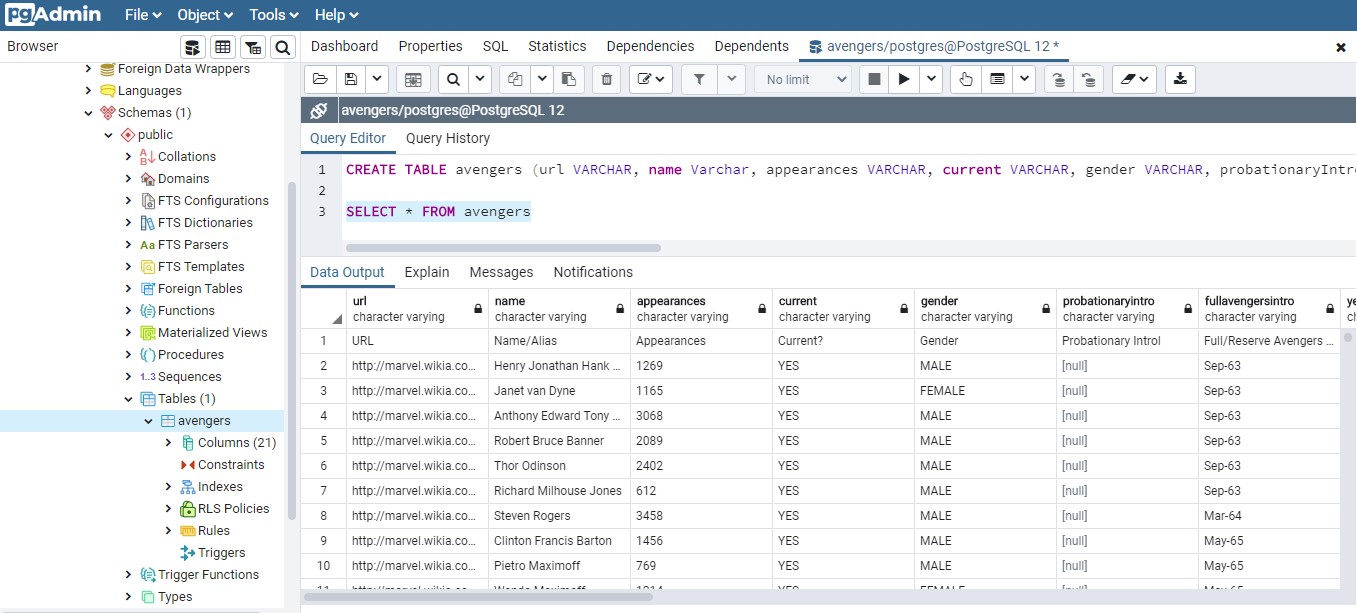 pgAdmin File Object Tools Help
Browser
Dashboard Properties SQL Statistics Dependencies Dependents avengers/postgres@PostgreSQL 12 *
Foreign Data Wrappers
Languages
Schemas (1)
public
Collations
Domains
FTS Configurations
FTS Dictionaries
Aa FTS Parsers
FTS Templates
Foreign Tables
Functions
Materialized Views
Procedures
1..3 Sequences
Tables (1)
avengers
Columns (21)
Constraints
Indexes
RLS Policies
Rules
Triggers
Trigger Functions
Types
No limit
avengers/postgres@PostgreSQL 12
Query Editor Query History
1 CREATE TABLE avengers (url VARCHAR, name Varchar, appearances VARCHAR, current VARCHAR, gender VARCHAR, probationaryIntro
2
3 SELECT * FROM avengers
Data Output Explain Messages Notifications
url name appearances current gender probationaryintro fullavengersintro ye
character varying character varying character varying character varying character varying character varying character varying
1 URL Name/Alias Appearances Current? Gender Probationary Introl Full/Reserve Avengers ...
2 http://marvel.wikia.co... Henry Jonathan Hank ... 1269 YES MALE [null] Sep-63
3 http://marvel.wikia.co... Janet van Dyne 1165 YES FEMALE [null] Sep-63
4 http://marvel.wikia.co... Anthony Edward Tony ... 3068 YES MALE [null] Sep-63
5 http://marvel.wikia.co... Robert Bruce Banner 2089 YES MALE [null] Sep-63
6 http://marvel.wikia.co... Thor Odinson 2402 YES MALE [null] Sep-63
7 http://marvel.wikia.co... Richard Milhouse Jones 612 YES MALE [null] Sep-63
8 http://marvel.wikia.co... Steven Rogers 3458 YES MALE [null] Mar-64
9 http://marvel.wikia.co... Clinton Francis Barton 1456 YES MALE [null] May-65
10 http://marvel.wikia.co... Pietro Maximoff 769 YES MALE [null] May-65